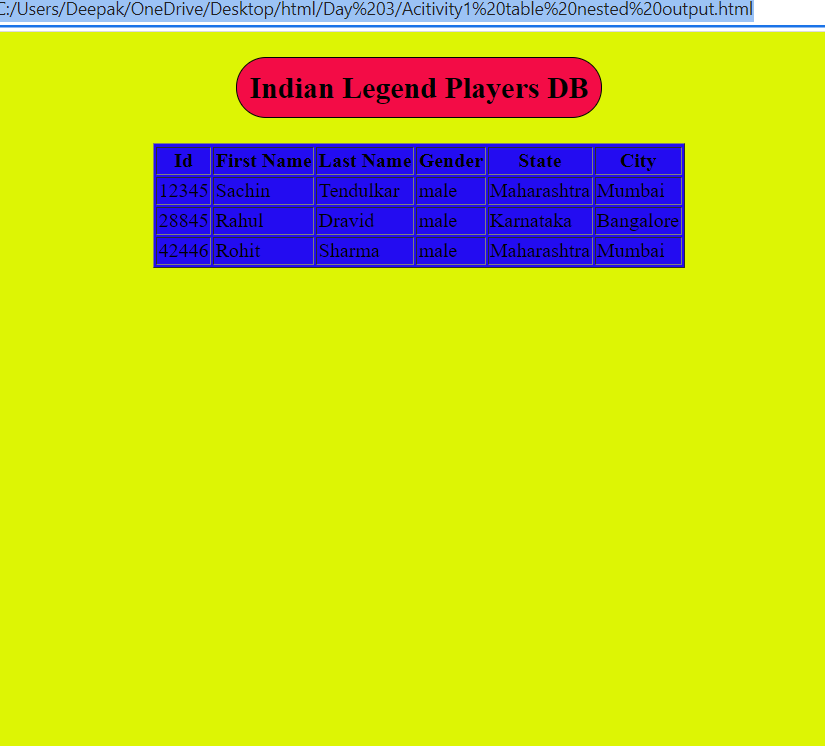 C:/Users/Deepak/OneDrive/Desktop/html/Day%203/Acitivity1%20table%20nested%20output.html
Indian Legend Players DB
Id First Name Last Name Gender State City
12345 Sachin Tendulkar male Maharashtra Mumbai
28845 Rahul Dravid male Karnataka Bangalore
42446 Rohit Sharma male Maharashtra Mumbai